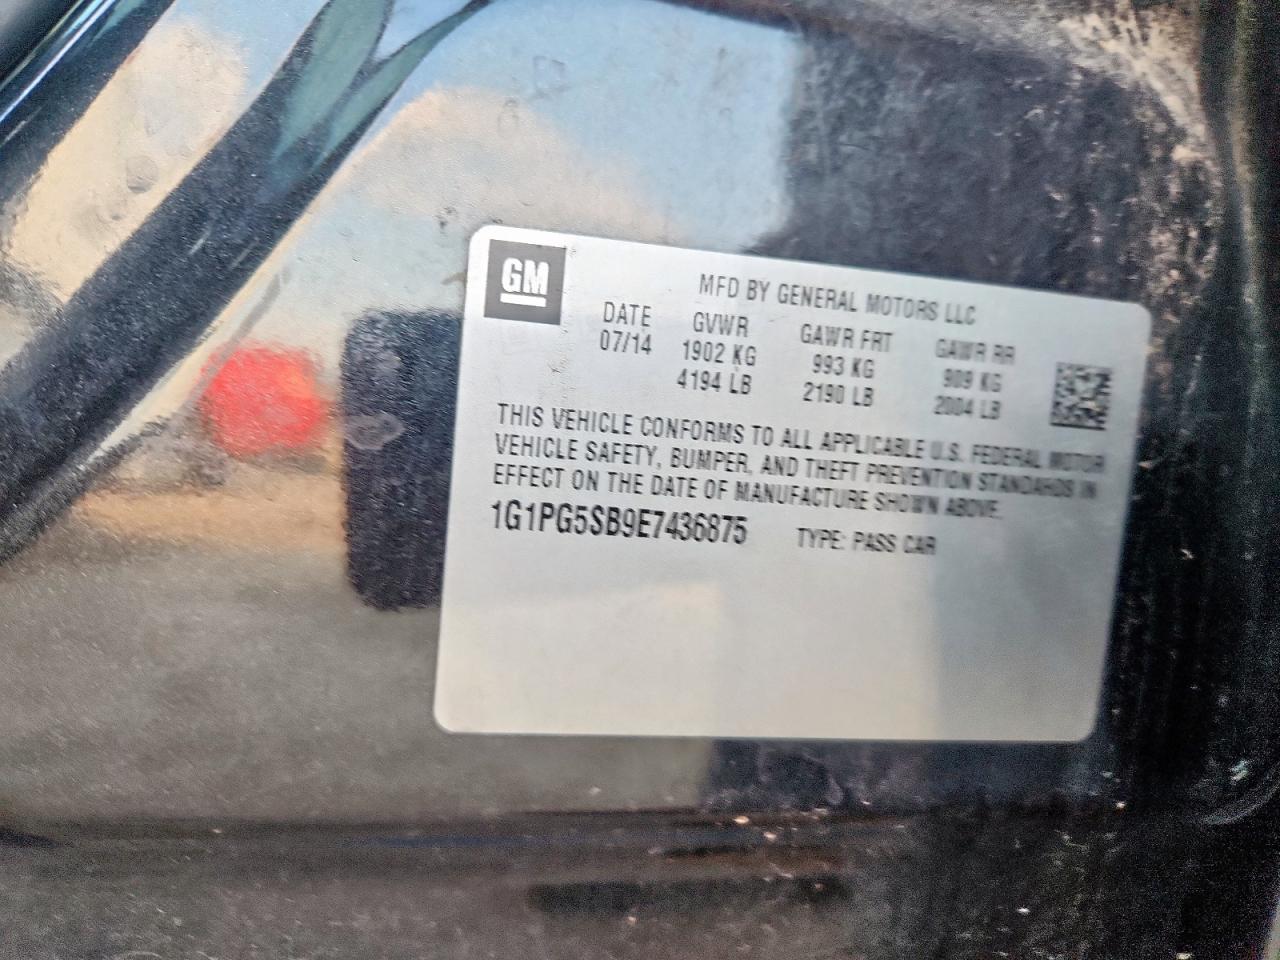 GM
MFD BY GENERAL MOTORS LLC
DATE GVWR GAWR FRT GAWR RR
07/14 1902 KG 993 KG 909 KG
4194 LB 2190 LB 2004 LB
THIS VEHICLE CONFORMS TO ALL APPLICABLE U.S. FEDERAL MOTOR
VEHICLE SAFETY, BUMPER, AND THEFT PREVENTION STANDARDS IN
EFFECT ON THE DATE OF MANUFACTURE SHOWN ABOVE.
1G1PG5SB9E7436875 TYPE: PASS CAR